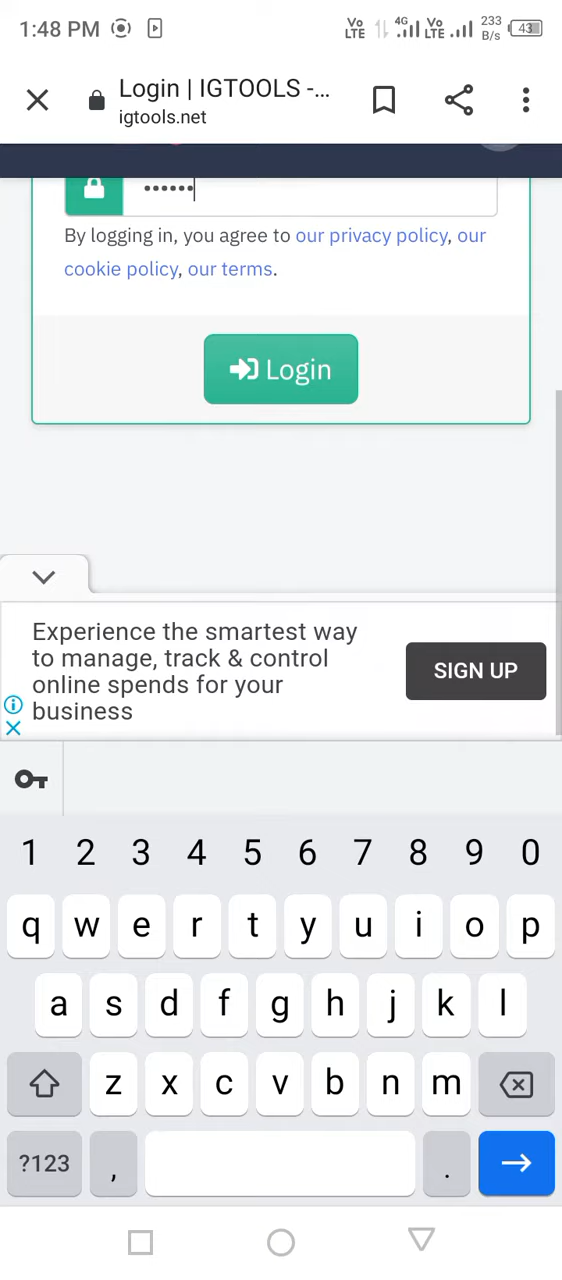 1:48 PM Vo LTE 4G Vo LTE 233 B/s 43
Login | IGTOOLS -...
igtools.net
••••••
By logging in, you agree to our privacy policy, our
cookie policy, our terms.
Login
Experience the smartest way
to manage, track & control
online spends for your
business
SIGN UP
1 2 3 4 5 6 7 8 9 0
q w e r t y u i o p
a s d f g h j k l
z x c v b n m
?123 , .